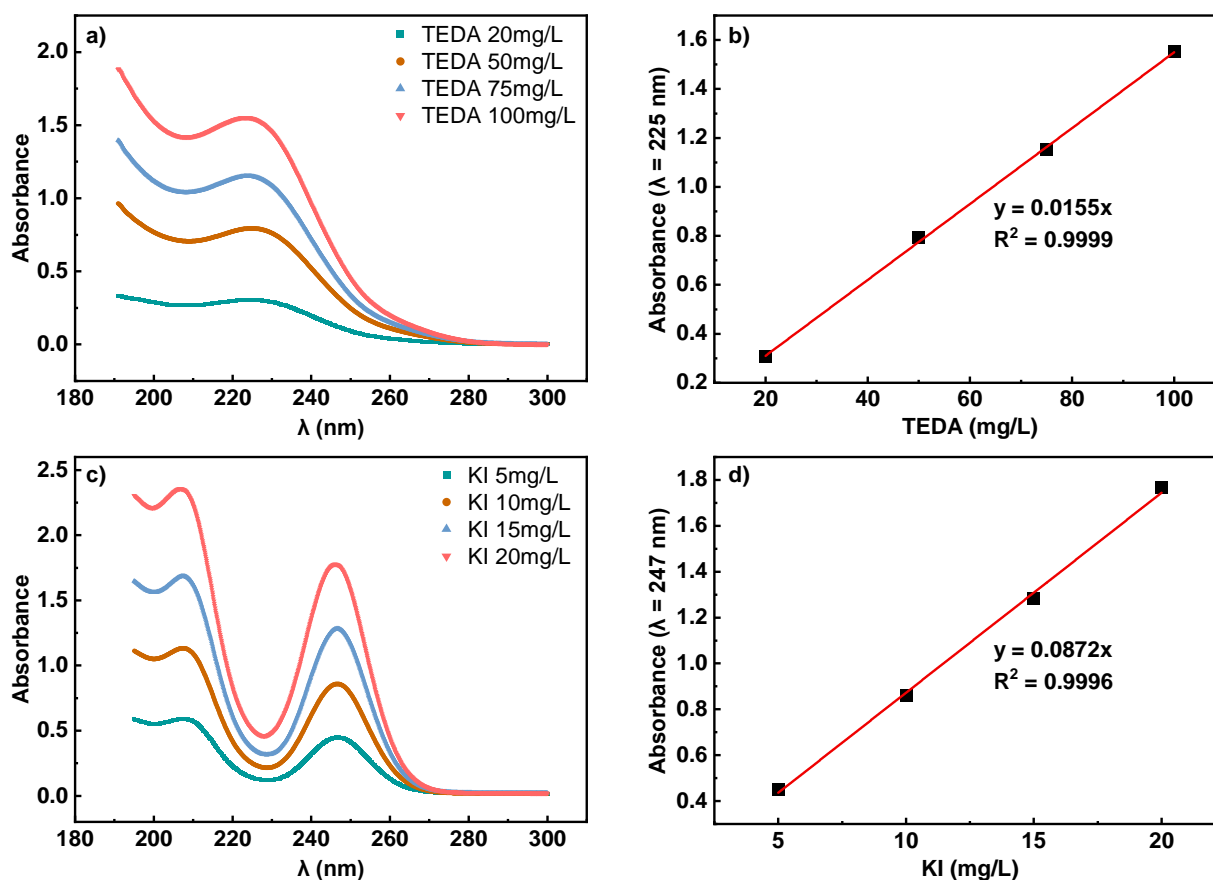 a)
TEDA 20mg/L
TEDA 50mg/L
TEDA 75mg/L
TEDA 100mg/L
Absorbance
2.0
1.5
1.0
0.5
0.0
180 200 220 240 260 280 300
λ (nm)
b)
Absorbance (λ = 225 nm)
1.6
1.4
1.2
1.0
0.8
0.6
0.4
0.2
y = 0.0155x
R² = 0.9999
20 40 60 80 100
TEDA (mg/L)
c)
KI 5mg/L
KI 10mg/L
KI 15mg/L
KI 20mg/L
Absorbance
2.5
2.0
1.5
1.0
0.5
0.0
180 200 220 240 260 280 300
λ (nm)
d)
Absorbance (λ = 247 nm)
1.8
1.6
1.4
1.2
1.0
0.8
0.6
0.4
y = 0.0872x
R² = 0.9996
5 10 15 20
KI (mg/L)